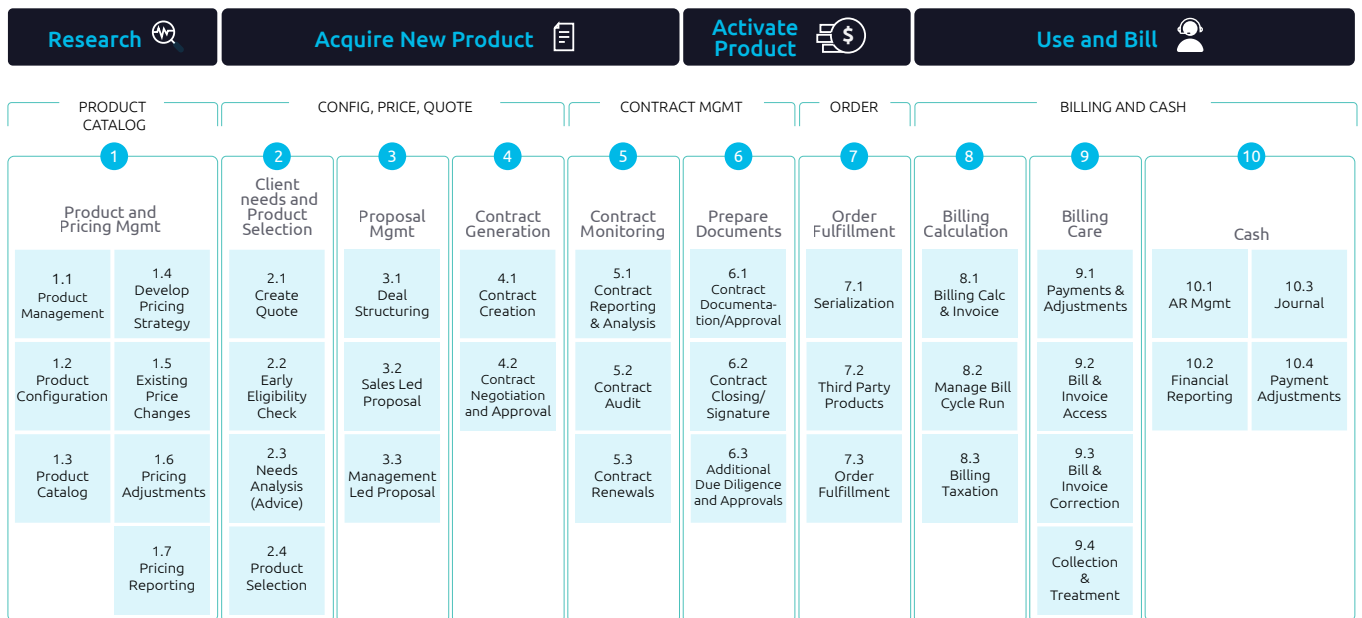 Research
Acquire New Product
Activate
Product
Use and Bill
PRODUCT
CATALOG
CONFIG, PRICE, QUOTE
CONTRACT MGMT
ORDER
BILLING AND CASH
1
Product and
Pricing Mgmt
1.1
Product
Management
1.2
Product
Configuration
1.3
Product
Catalog
1.4
Develop
Pricing
Strategy
1.5
Existing
Price
Changes
1.6
Pricing
Adjustments
1.7
Pricing
Reporting
2
Client
needs and
Product
Selection
2.1
Create
Quote
2.2
Early
Eligibility
Check
2.3
Needs
Analysis
(Advice)
2.4
Product
Selection
3
Proposal
Mgmt
3.1
Deal
Structuring
3.2
Sales Led
Proposal
3.3
Management
Led Proposal
4
Contract
Generation
4.1
Contract
Creation
4.2
Contract
Negotiation
and Approval
5
Contract
Monitoring
5.1
Contract
Reporting
& Analysis
5.2
Contract
Audit
5.3
Contract
Renewals
6
Prepare
Documents
6.1
Contract
Documenta-
tion/Approval
6.2
Contract
Closing/
Signature
6.3
Additional
Due Diligence
and Approvals
7
Order
Fulfillment
7.1
Serialization
7.2
Third Party
Products
7.3
Order
Fulfillment
8
Billing
Calculation
8.1
Billing Calc
& Invoice
8.2
Manage Bill
Cycle Run
8.3
Billing
Taxation
9
Billing
Care
9.1
Payments &
Adjustments
9.2
Bill &
Invoice
Access
9.3
Bill &
Invoice
Correction
9.4
Collection
&
Treatment
10
Cash
10.1
AR Mgmt
10.2
Financial
Reporting
10.3
Journal
10.4
Payment
Adjustments